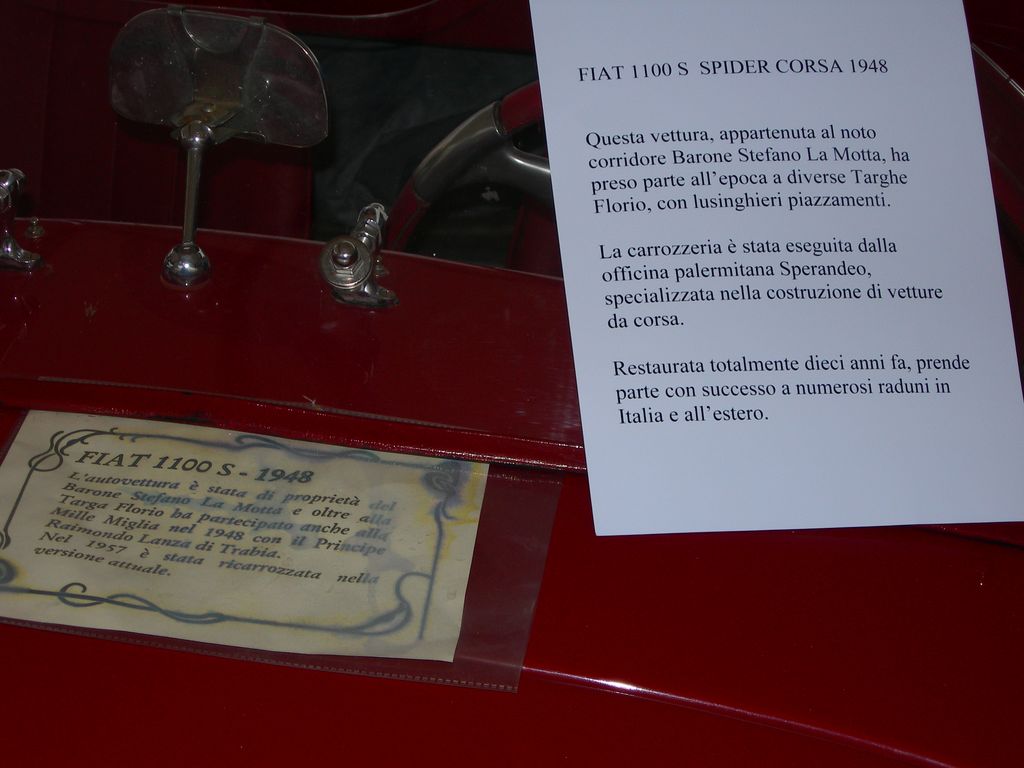 FIAT 1100 S SPIDER CORSA 1948
Questa vettura, appartenuta al noto
corridore Barone Stefano La Motta, ha
preso parte all'epoca a diverse Targhe
Florio, con lusinghieri piazzamenti.
La carrozzeria è stata eseguita dalla
officina palermitana Sperandeo,
specializzata nella costruzione di vetture
da corsa.
Restaurata totalmente dieci anni fa, prende
parte con successo a numerosi raduni in
Italia e all'estero.
FIAT 1100 S - 1948
L'autovettura è stata di proprietà del
Barone Stefano La Motta e oltre alla
Targa Florio ha partecipato anche alla
Mille Miglia nel 1948 con il Principe
Raimondo Lanza di Trabia.
Nel 1957 è stata ricarrozzata nella
versione attuale.